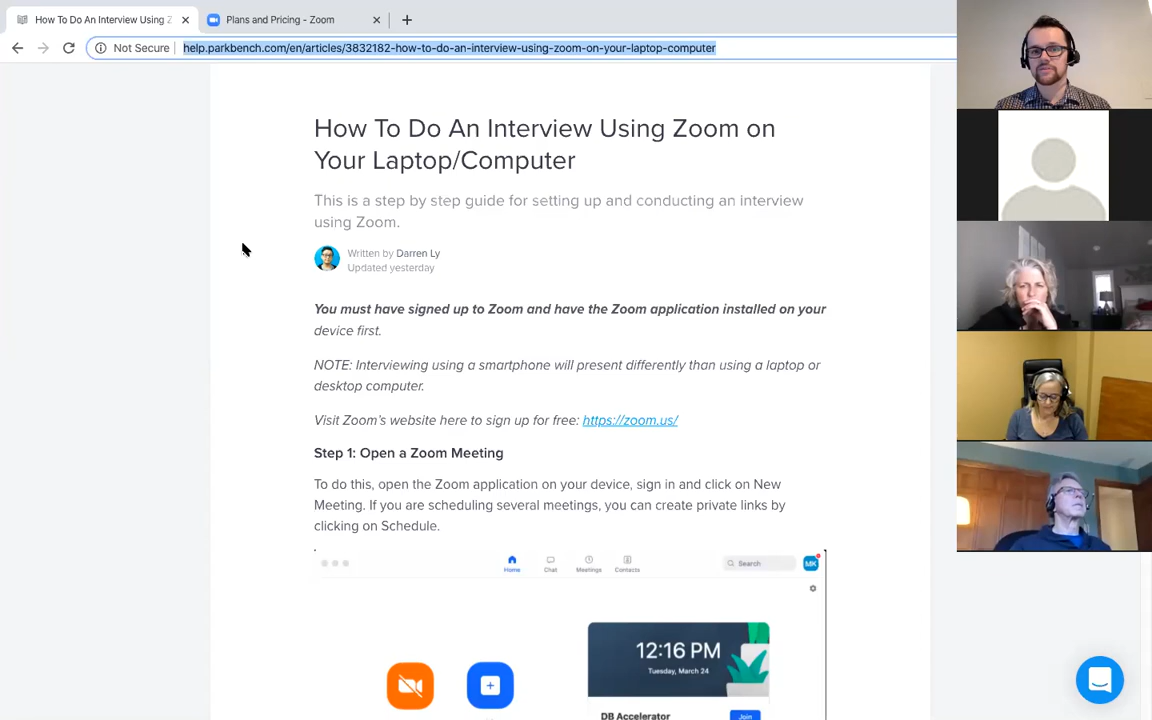 How To Do An Interview Using Z
Plans and Pricing - Zoom
Not Secure
help.parkbench.com/en/articles/3832182-how-to-do-an-interview-using-zoom-on-your-laptop-computer
How To Do An Interview Using Zoom on
Your Laptop/Computer
This is a step by step guide for setting up and conducting an interview
using Zoom.
Written by Darren Ly
Updated yesterday
You must have signed up to Zoom and have the Zoom application installed on your
device first.
NOTE: Interviewing using a smartphone will present differently than using a laptop or
desktop computer.
Visit Zoom's website here to sign up for free: https://zoom.us/
Step 1: Open a Zoom Meeting
To do this, open the Zoom application on your device, sign in and click on New
Meeting. If you are scheduling several meetings, you can create private links by
clicking on Schedule.
Home Chat Meetings Contacts
Search
MK
12:16 PM
Tuesday, March 24
DB Accelerator
Join